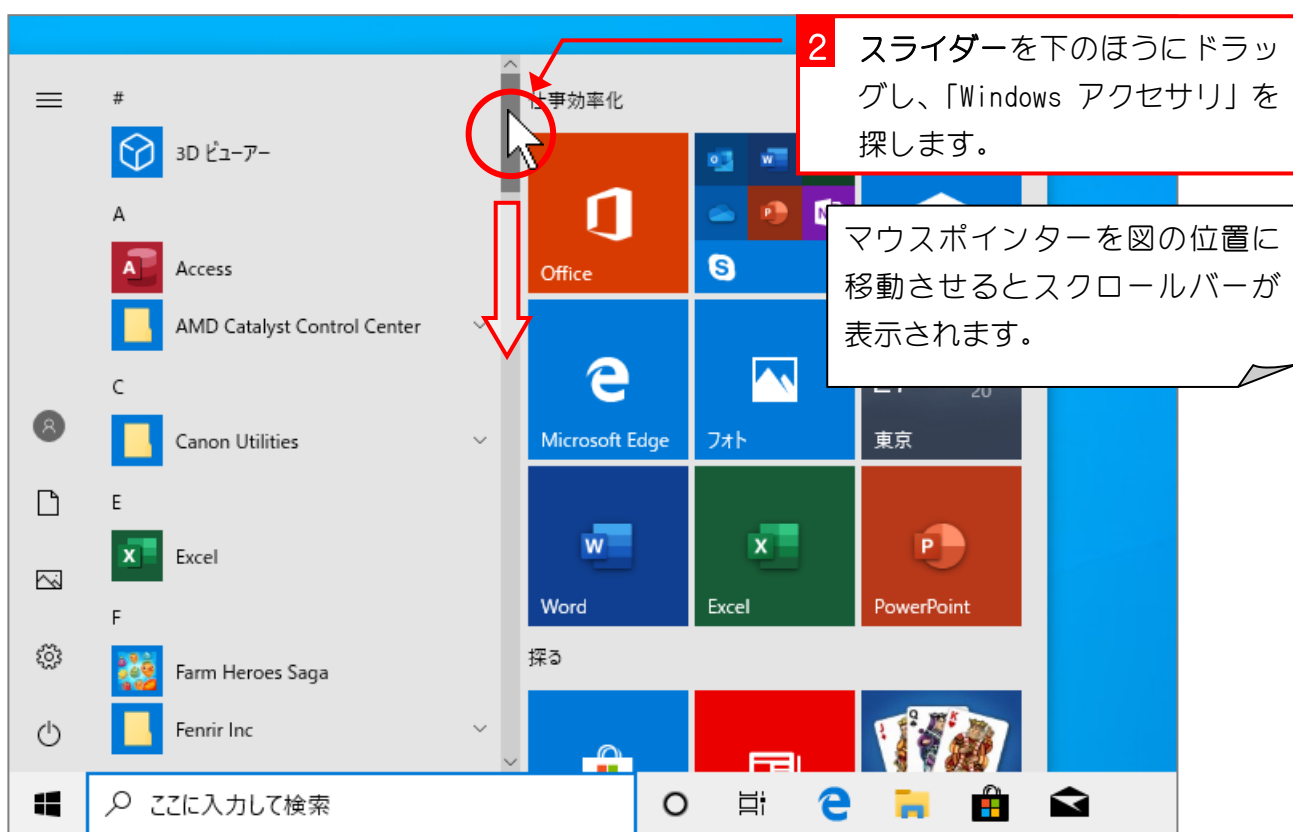 2 スライダーを下のほうにドラッ
グし、「Windows アクセサリ」を
探します。
マウスポインターを図の位置に
移動させるとスクロールバーが
表示されます。
#
3D ビューアー
A
Access
AMD Catalyst Control Center
C
Canon Utilities
E
Excel
F
Farm Heroes Saga
Fenrir Inc
仕事効率化
Office
Microsoft Edge
フォト
20
東京
Word
Excel
PowerPoint
探る
ここに入力して検索